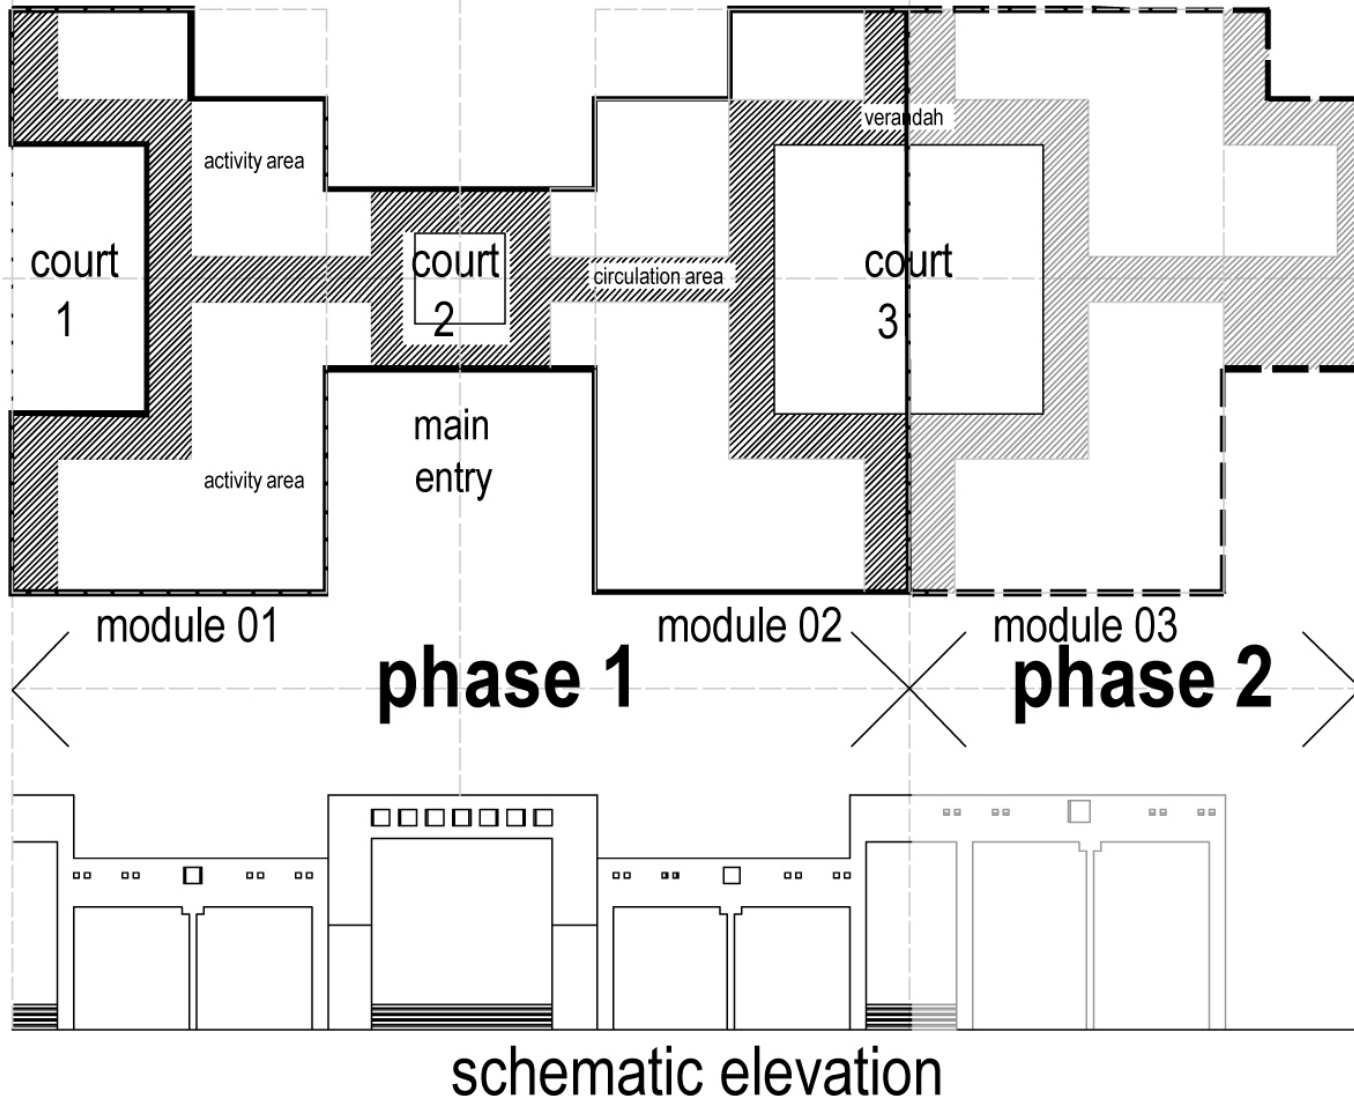 verandah
activity area
court
1
court
2
circulation area
court
3
main
entry
activity area
module 01
module 02
module 03
phase 1
phase 2
schematic elevation